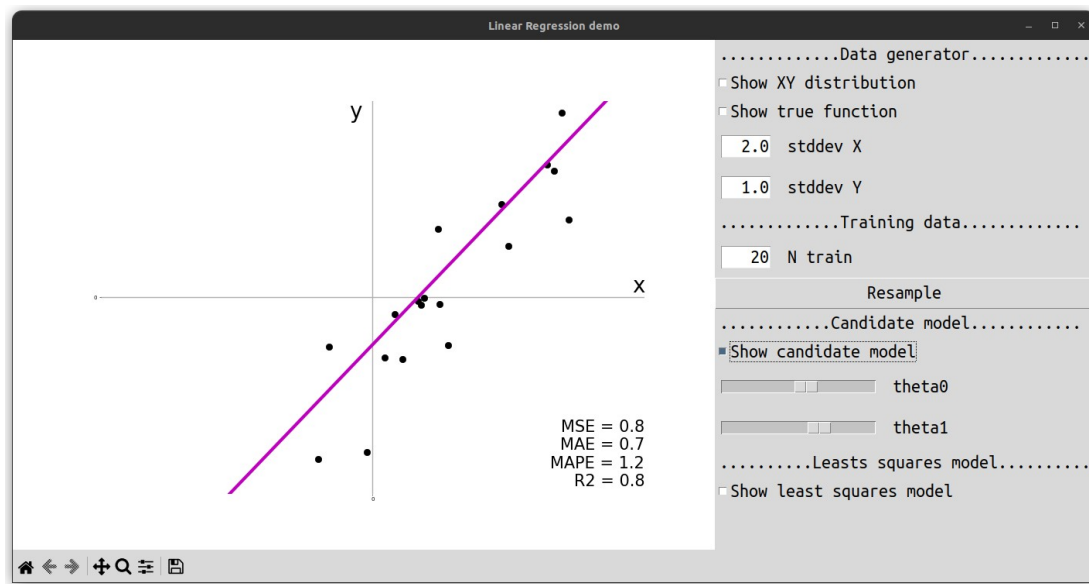 Linear Regression demo
.............Data generator.............
Show XY distribution
Show true function
2.0 stddev X
1.0 stddev Y
.............Training data.............
20 N train
Resample
............Candidate model............
Show candidate model
theta0
theta1
..........Leasts squares model..........
Show least squares model
y
x
0
0
MSE = 0.8
MAE = 0.7
MAPE = 1.2
R2 = 0.8